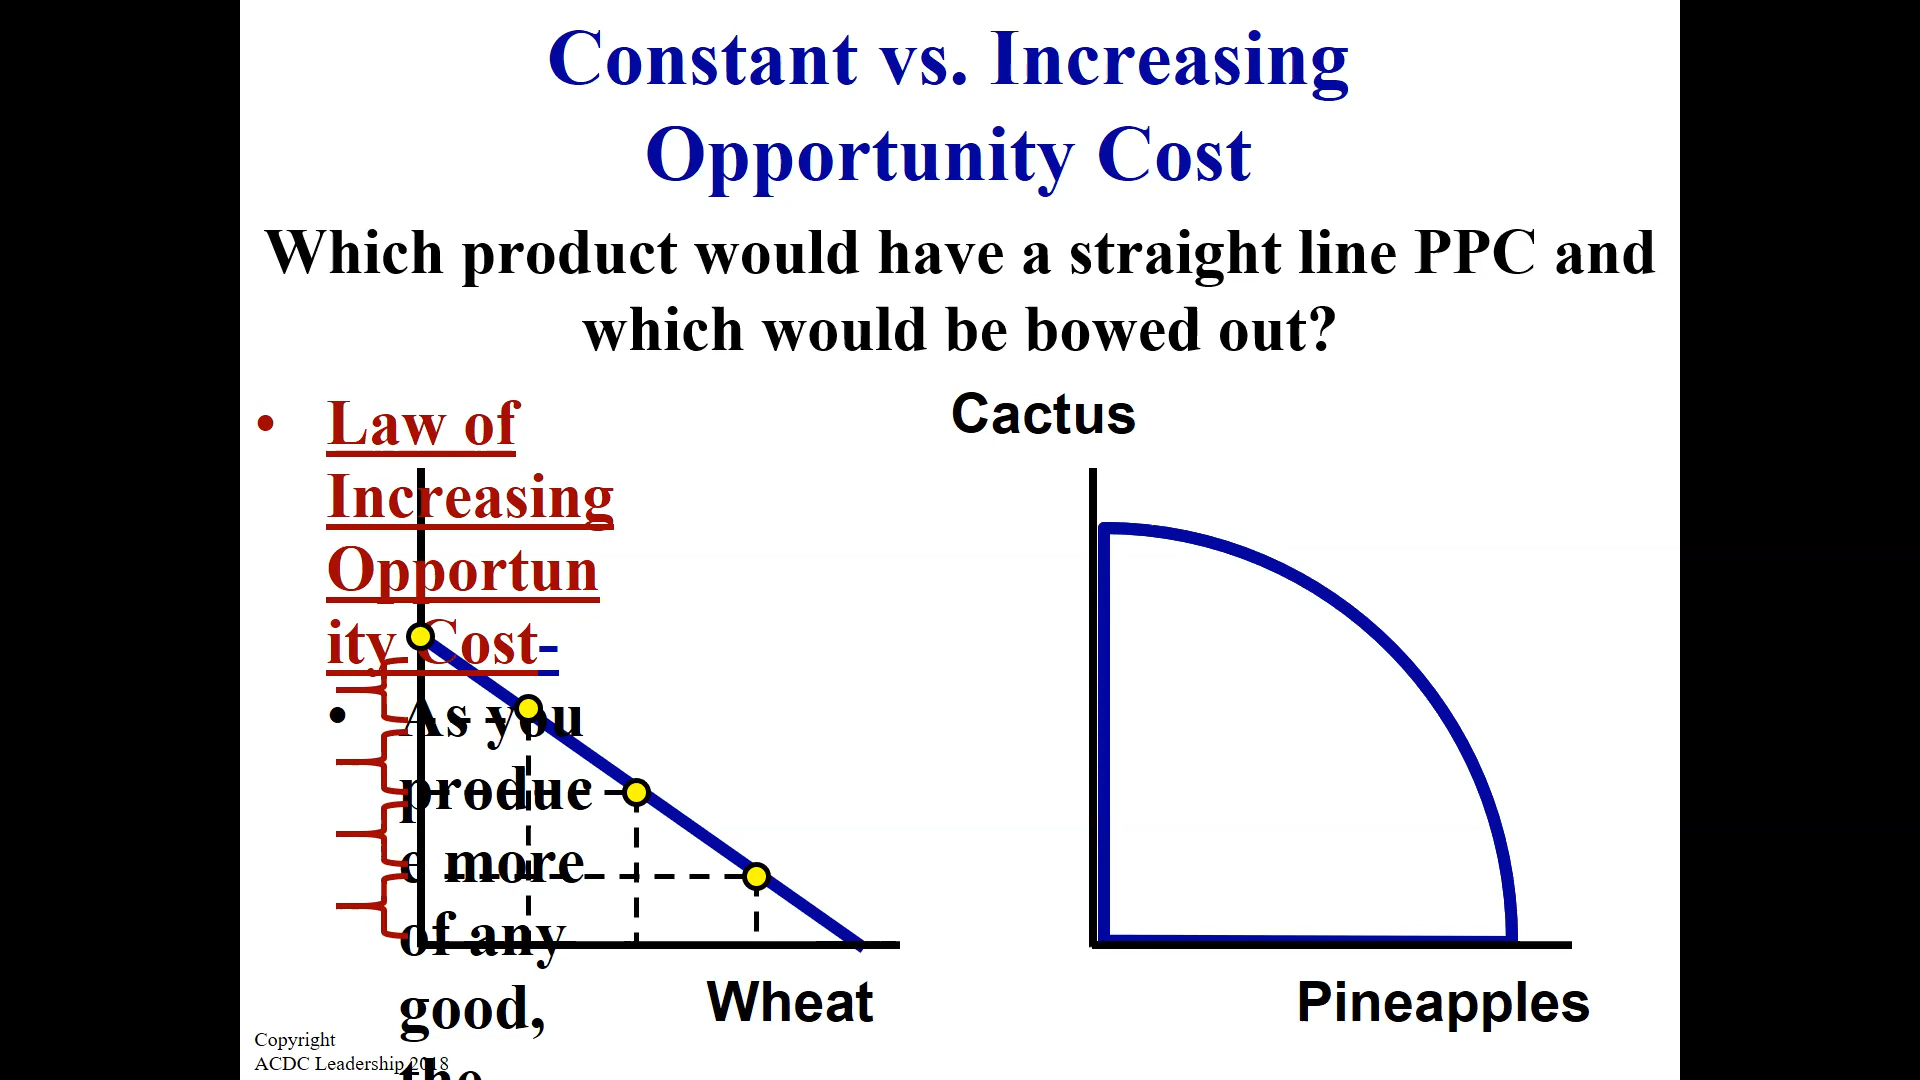 Constant vs. Increasing
Opportunity Cost
Which product would have a straight line PPC and
which would be bowed out?
• Law of
Increasing
Opportun
ity Cost-
• As you
produc
e more
of any
good,
the
Cactus
Wheat
Pineapples
Copyright
ACDC Leadership 2018